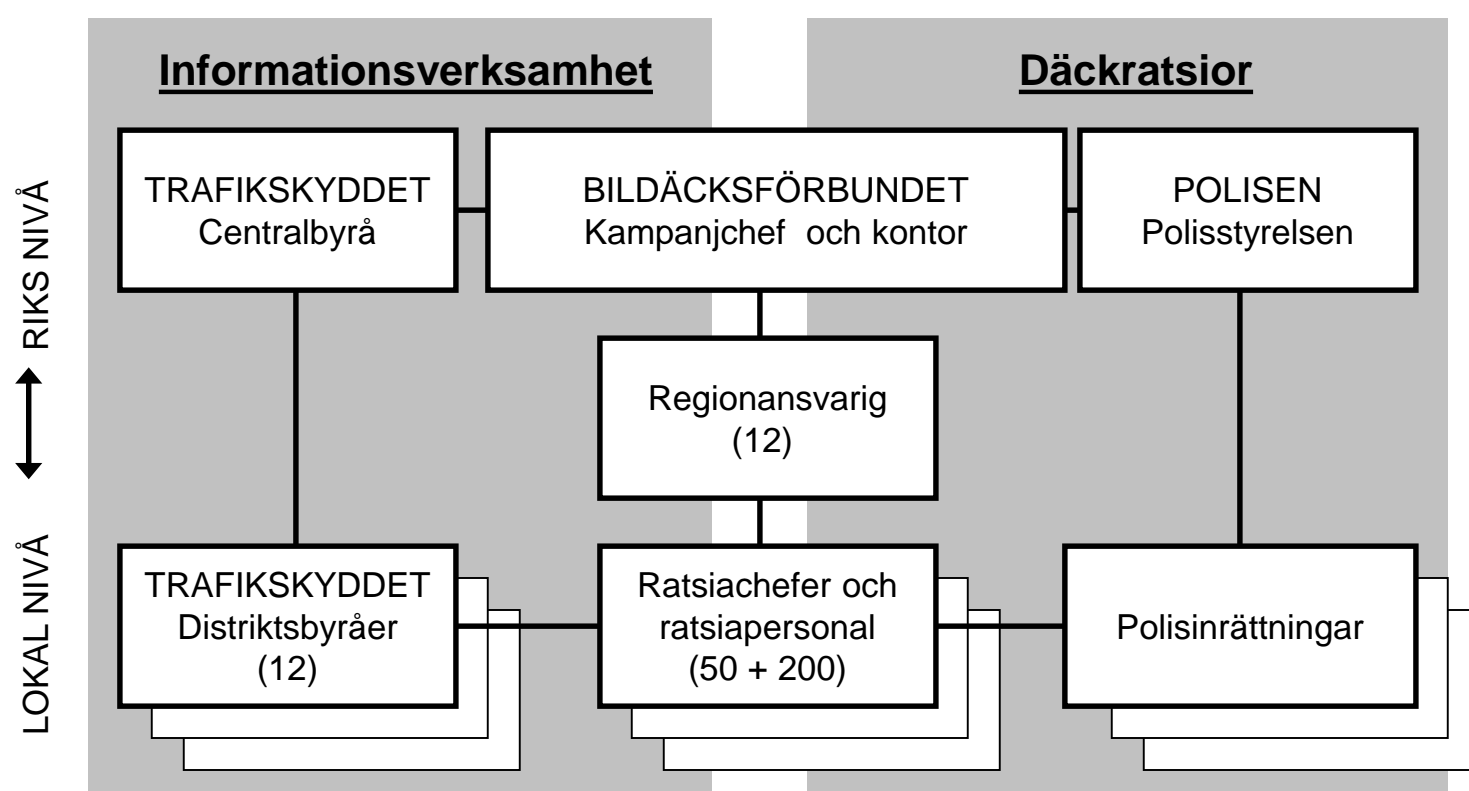 Informationsverksamhet
Däckratsior
RIKS NIVÅ
TRAFIKSKYDDET
Centralbyrå
BILDÄCKSFÖRBUNDET
Kampanjchef och kontor
POLISEN
Polisstyrelsen
Regionansvarig
(12)
LOKAL NIVÅ
TRAFIKSKYDDET
Distriktsbyråer
(12)
Ratsiachefer och
ratsiapersonal
(50 + 200)
Polisinrättningar